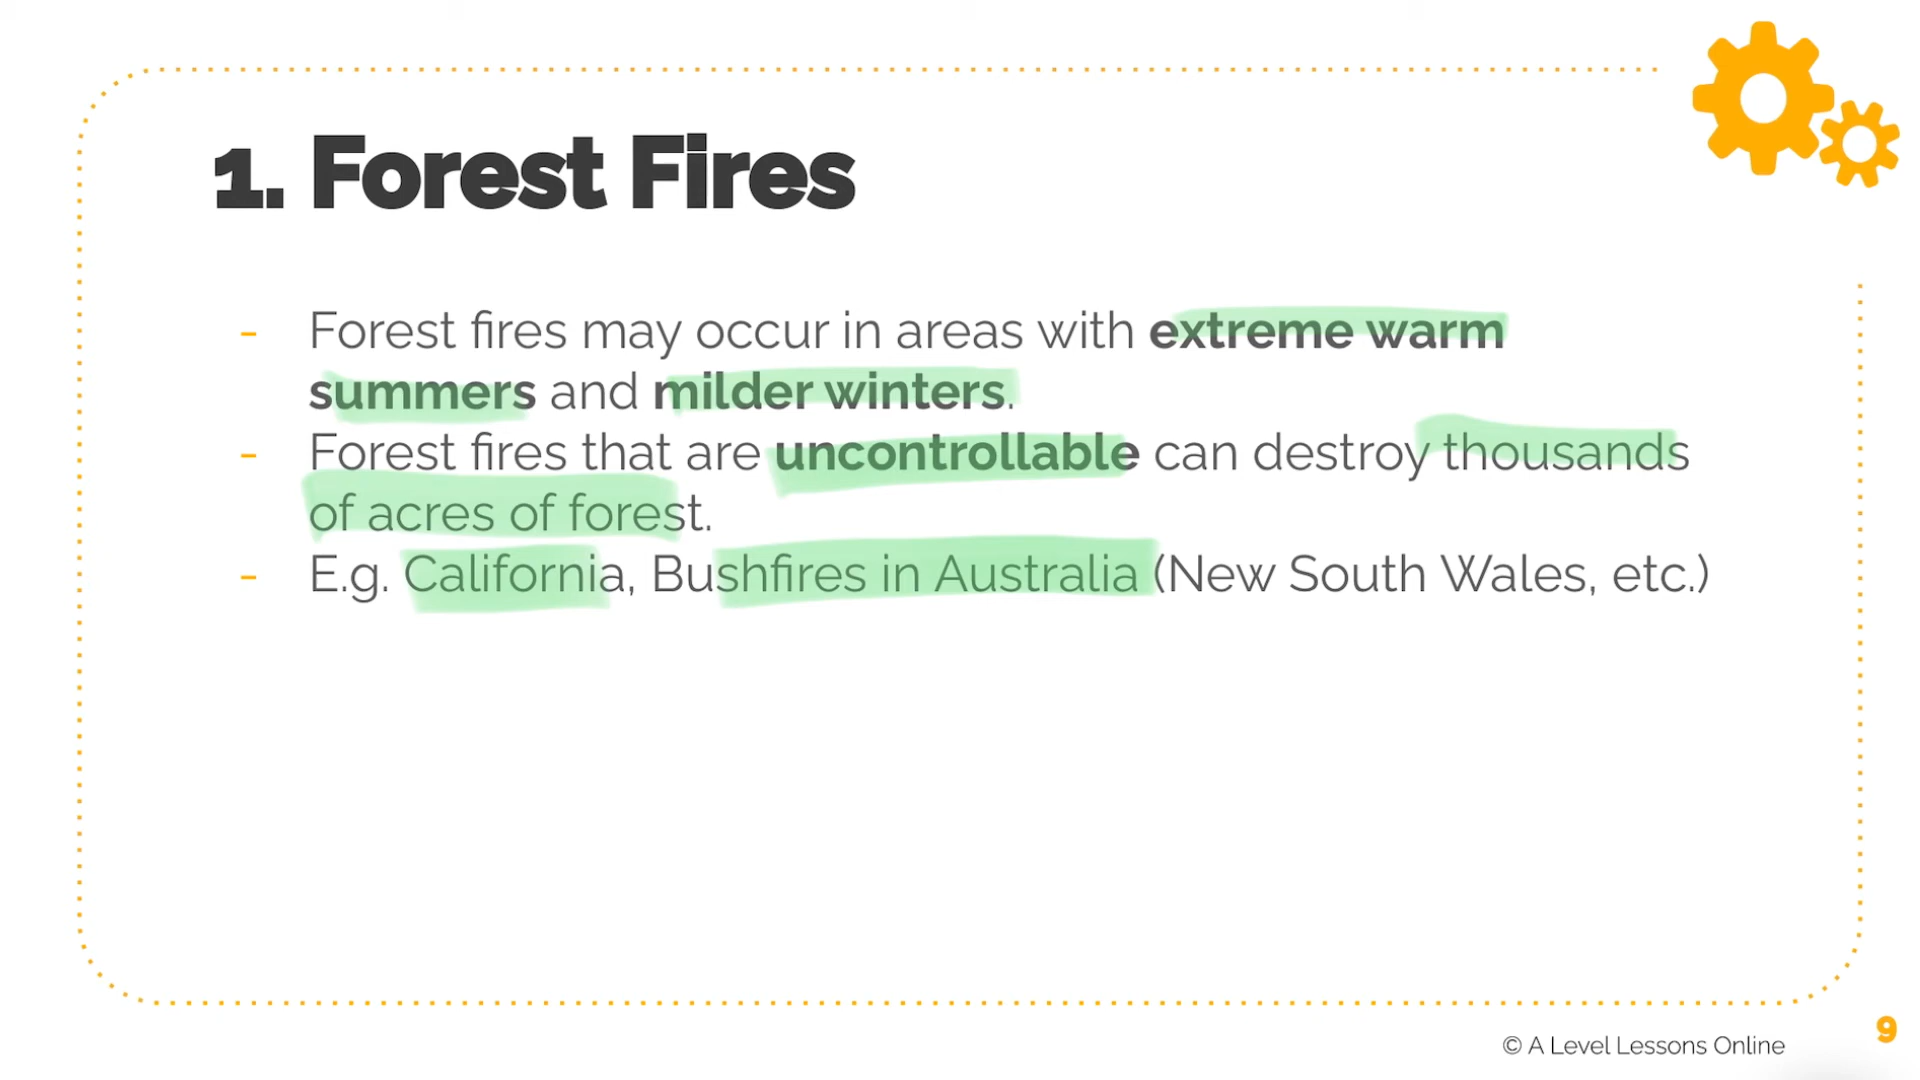 1. Forest Fires
- Forest fires may occur in areas with extreme warm
summers and milder winters.
- Forest fires that are uncontrollable can destroy thousands
of acres of forest.
- E.g. California, Bushfires in Australia (New South Wales, etc.)
© A Level Lessons Online
9